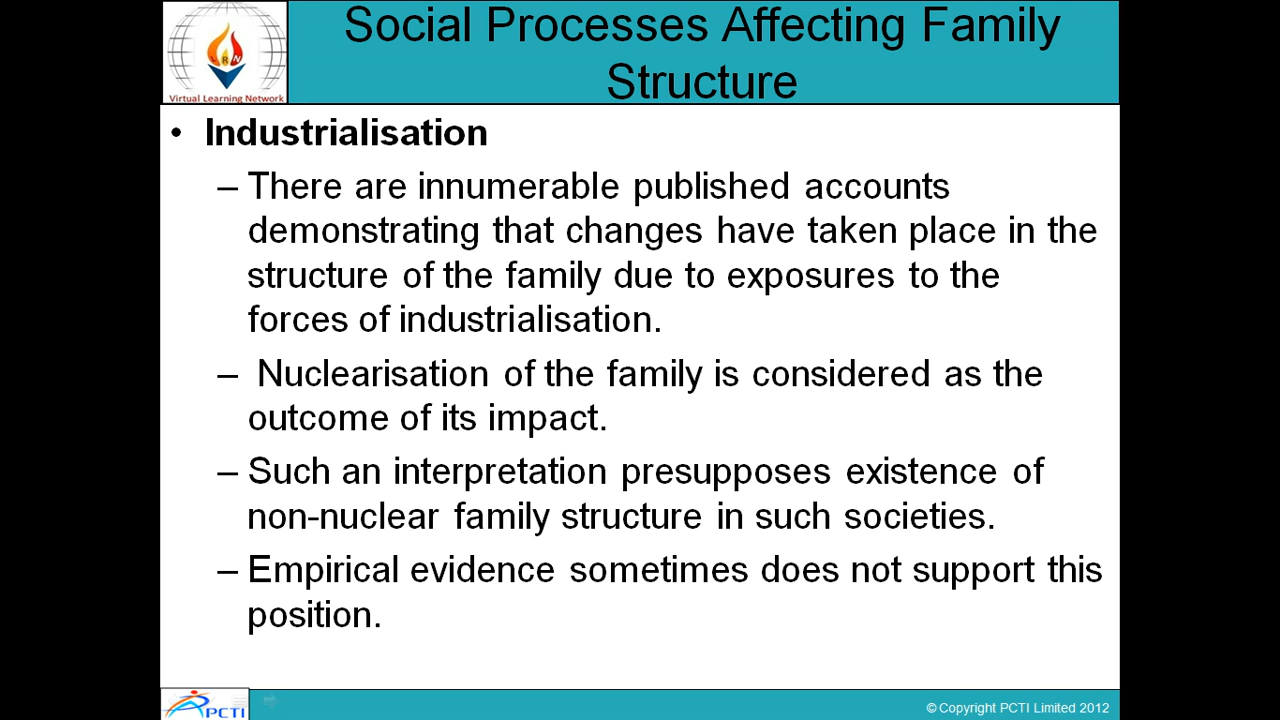 Social Processes Affecting Family
Structure
LRN
Virtual Learning Network
• Industrialisation
– There are innumerable published accounts
demonstrating that changes have taken place in the
structure of the family due to exposures to the
forces of industrialisation.
– Nuclearisation of the family is considered as the
outcome of its impact.
– Such an interpretation presupposes existence of
non-nuclear family structure in such societies.
– Empirical evidence sometimes does not support this
position.
PCTI
© Copyright PCTI Limited 2012